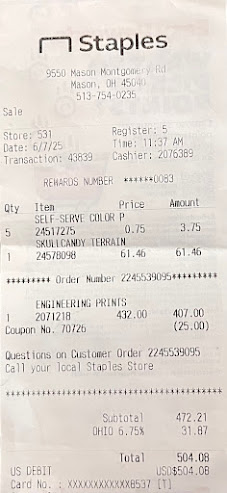 Staples
9550 Mason Montgomery Rd
Mason, OH 45040
513-754-0235
Sale
Store: 531 Register: 5
Date: 6/7/25 Time: 11:37 AM
Transaction: 43839 Cashier: 2076389
REWARDS NUMBER ******0083
Qty Item Price Amount
SELF-SERVE COLOR P
5 24517275 0.75 3.75
SKULLCANDY TERRAIN
1 24578098 61.46 61.46
********* Order Number 2245539095*********
ENGINEERING PRINTS
1 2071218 432.00 407.00
Coupon No. 70726 (25.00)
Questions on Customer Order 2245539095
Call your local Staples Store
******************************************
Subtotal 472.21
OHIO 6.75% 31.87
Total 504.08
US DEBIT USD$504.08
Card No. : XXXXXXXXXXXX8537 [T]